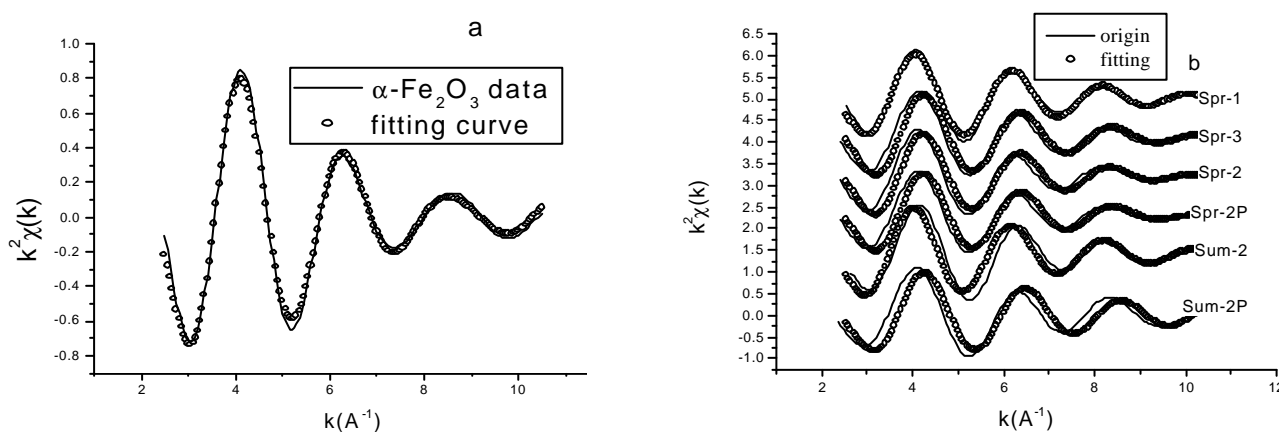 a
α-Fe₂O₃ data
fitting curve
k²χ(k)
1.0
0.8
0.6
0.4
0.2
0.0
-0.2
-0.4
-0.6
-0.8
2 4 6 8 10
k(A⁻¹)
b
origin
fitting
k²χ(k)
6.5
6.0
5.5
5.0
4.5
4.0
3.5
3.0
2.5
2.0
1.5
1.0
0.5
0.0
-0.5
-1.0
Spr-1
Spr-3
Spr-2
Spr-2P
Sum-2
Sum-2P
2 4 6 8 10 12
k(A⁻¹)